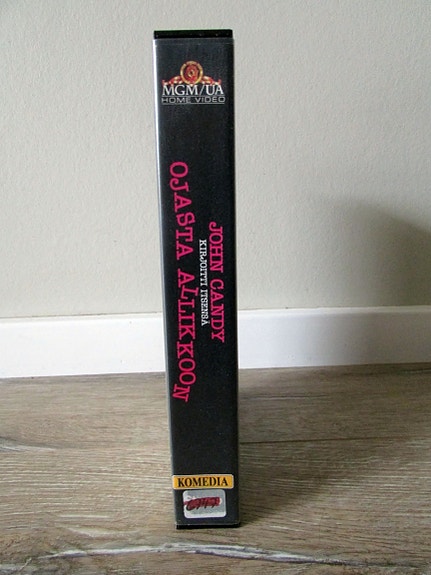 MGM/UA
HOME VIDEO
JOHN CANDY
KIRJOITTI ITSENSÄ
OJASTA ALLIKKOON
KOMEDIA